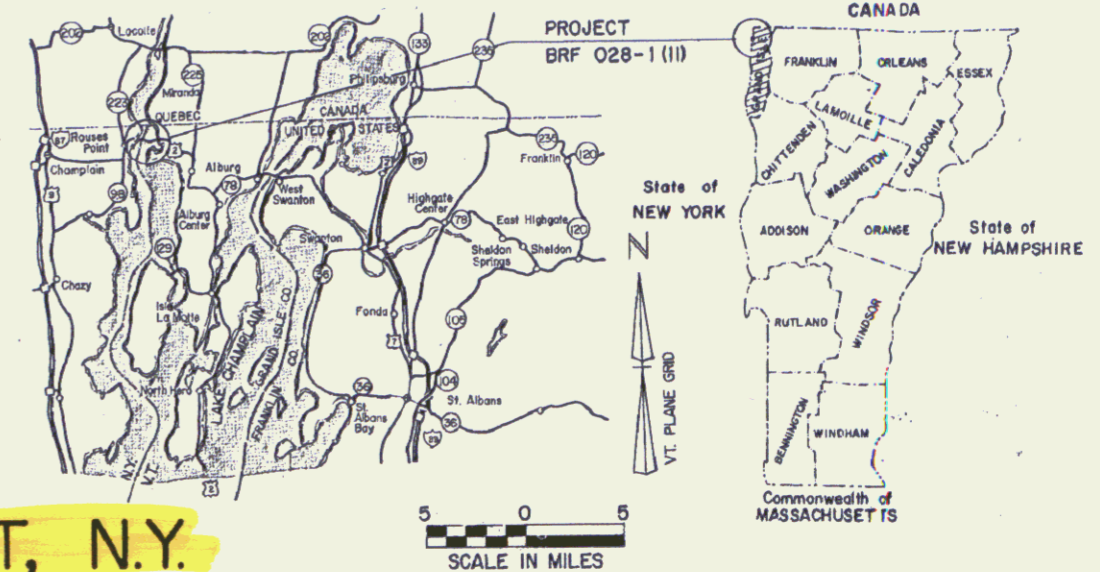 PROJECT
BRF 028-1 (11)
CANADA
202
Lacolle
202
133
236
225
Miranda
Philipsburg
223
QUEBEC
CANADA
UNITED STATES
87
Rouses
Point
2
Champlain
Alburg
89
235
Franklin
120
9
98
78
West
Swanton
Alburg
Center
Highgate
Center
78
East Highgate
120
Swanton
Sheldon
Springs
Sheldon
129
36
Chazy
Isle
La Motte
Fonda
105
7
LAKE CHAMPLAIN
GRAND ISLE CO.
FRANKLIN CO.
North Hero
36
104
St. Albans
St.
Albans
Bay
36
89
N.Y.
V.T.
2
State of
NEW YORK
N
VT. PLANE GRID
GRAND ISLE
FRANKLIN
ORLEANS
ESSEX
LAMOILLE
CHITTENDEN
WASHINGTON
CALEDONIA
ADDISON
ORANGE
State of
NEW HAMPSHIRE
RUTLAND
WINDSOR
BENNINGTON
WINDHAM
Commonwealth of
MASSACHUSETTS
5 0 5
SCALE IN MILES
T, N.Y.